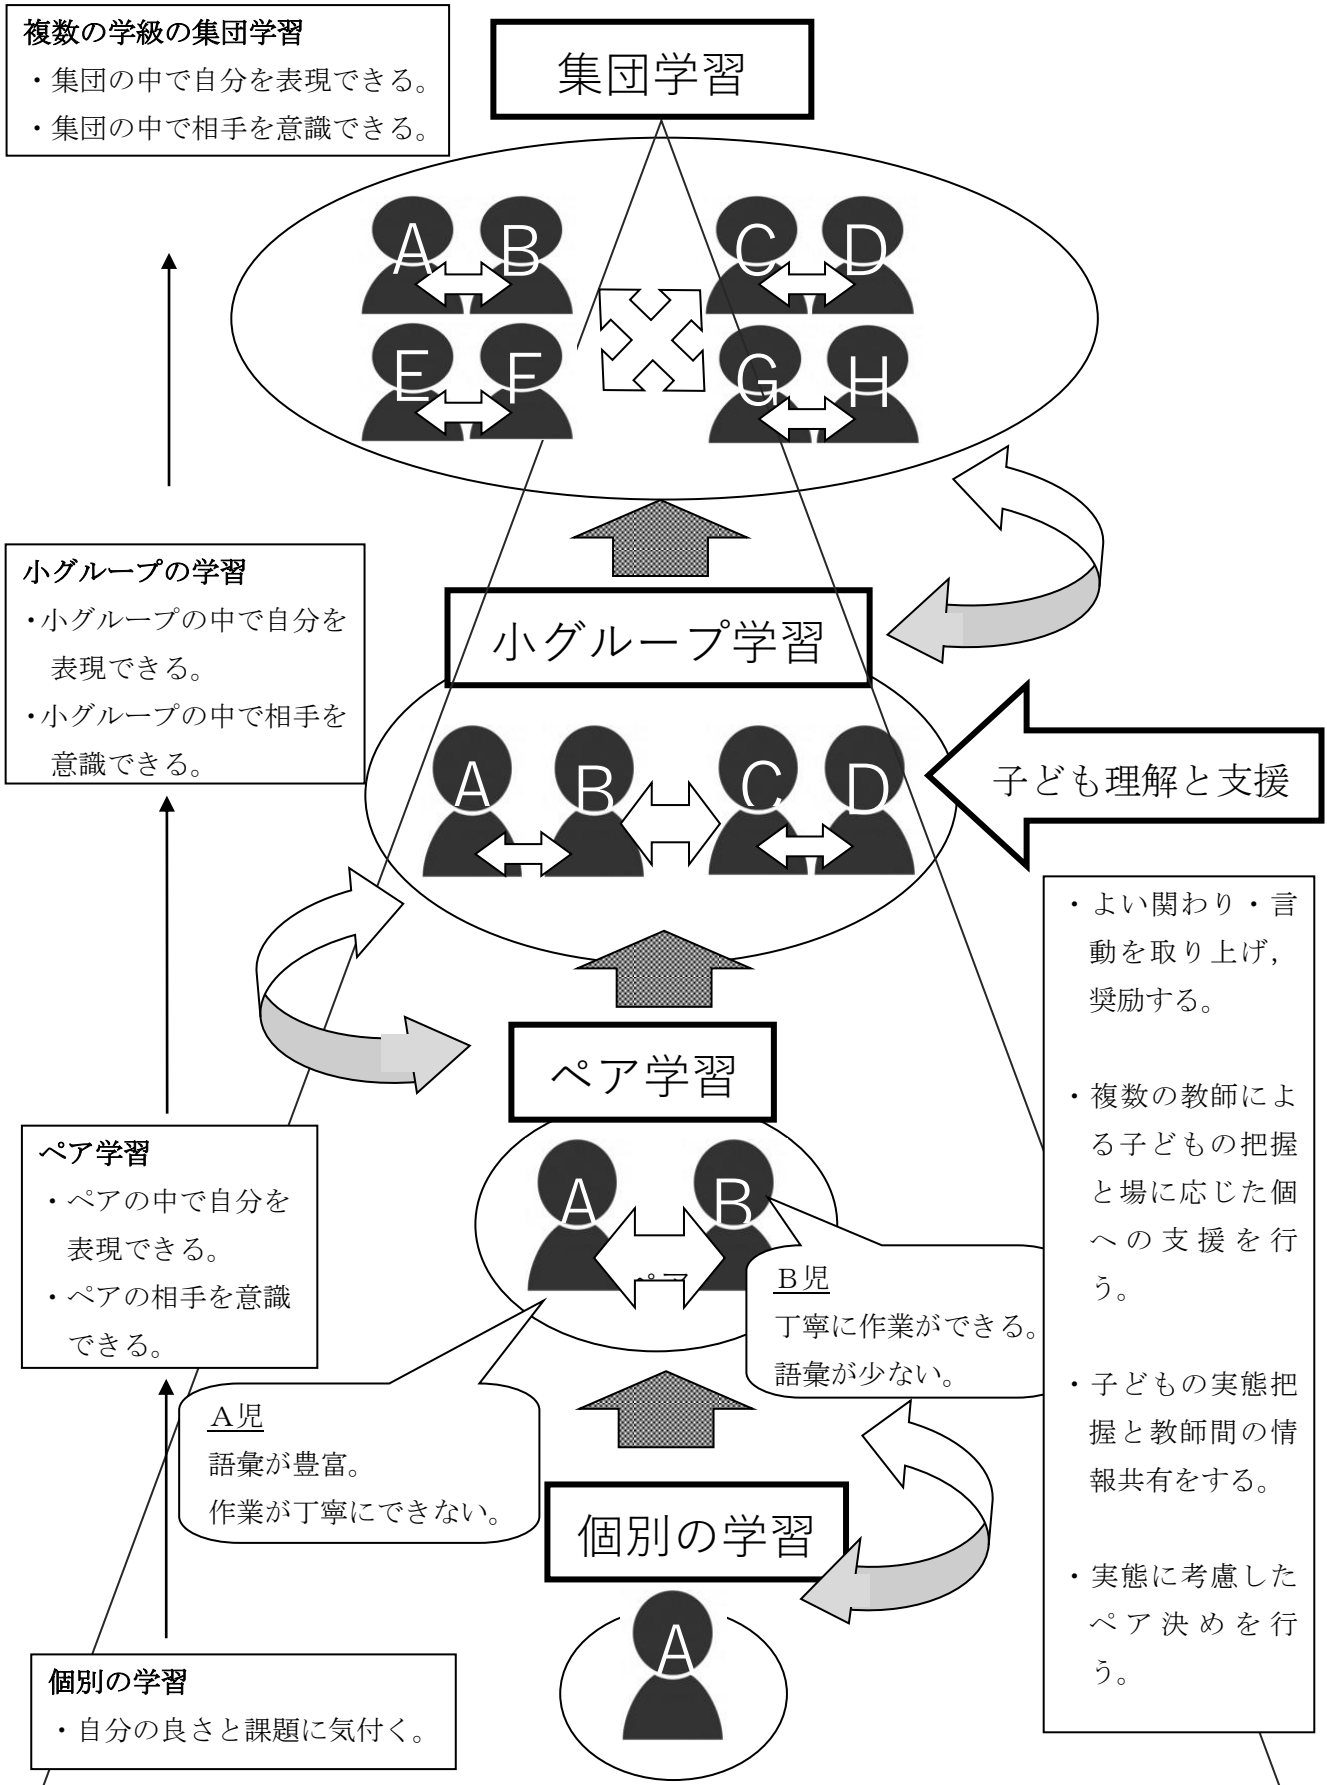 複数の学級の集団学習
・集団の中で自分を表現できる。
・集団の中で相手を意識できる。
集団学習
A
B
C
D
E
F
G
H
小グループの学習
・小グループの中で自分を
表現できる。
・小グループの中で相手を
意識できる。
小グループ学習
A
B
C
D
子ども理解と支援
・よい関わり・言
動を取り上げ,
奨励する。
・複数の教師によ
る子どもの把握
と場に応じた個
への支援を行
う。
・子どもの実態把
握と教師間の情
報共有をする。
・実態に考慮した
ペア決めを行
う。
ペア学習
ペア学習
・ペアの中で自分を
表現できる。
・ペアの相手を意識
できる。
A
B
B児
丁寧に作業ができる。
語彙が少ない。
A児
語彙が豊富。
作業が丁寧にできない。
個別の学習
A
個別の学習
・自分の良さと課題に気付く。